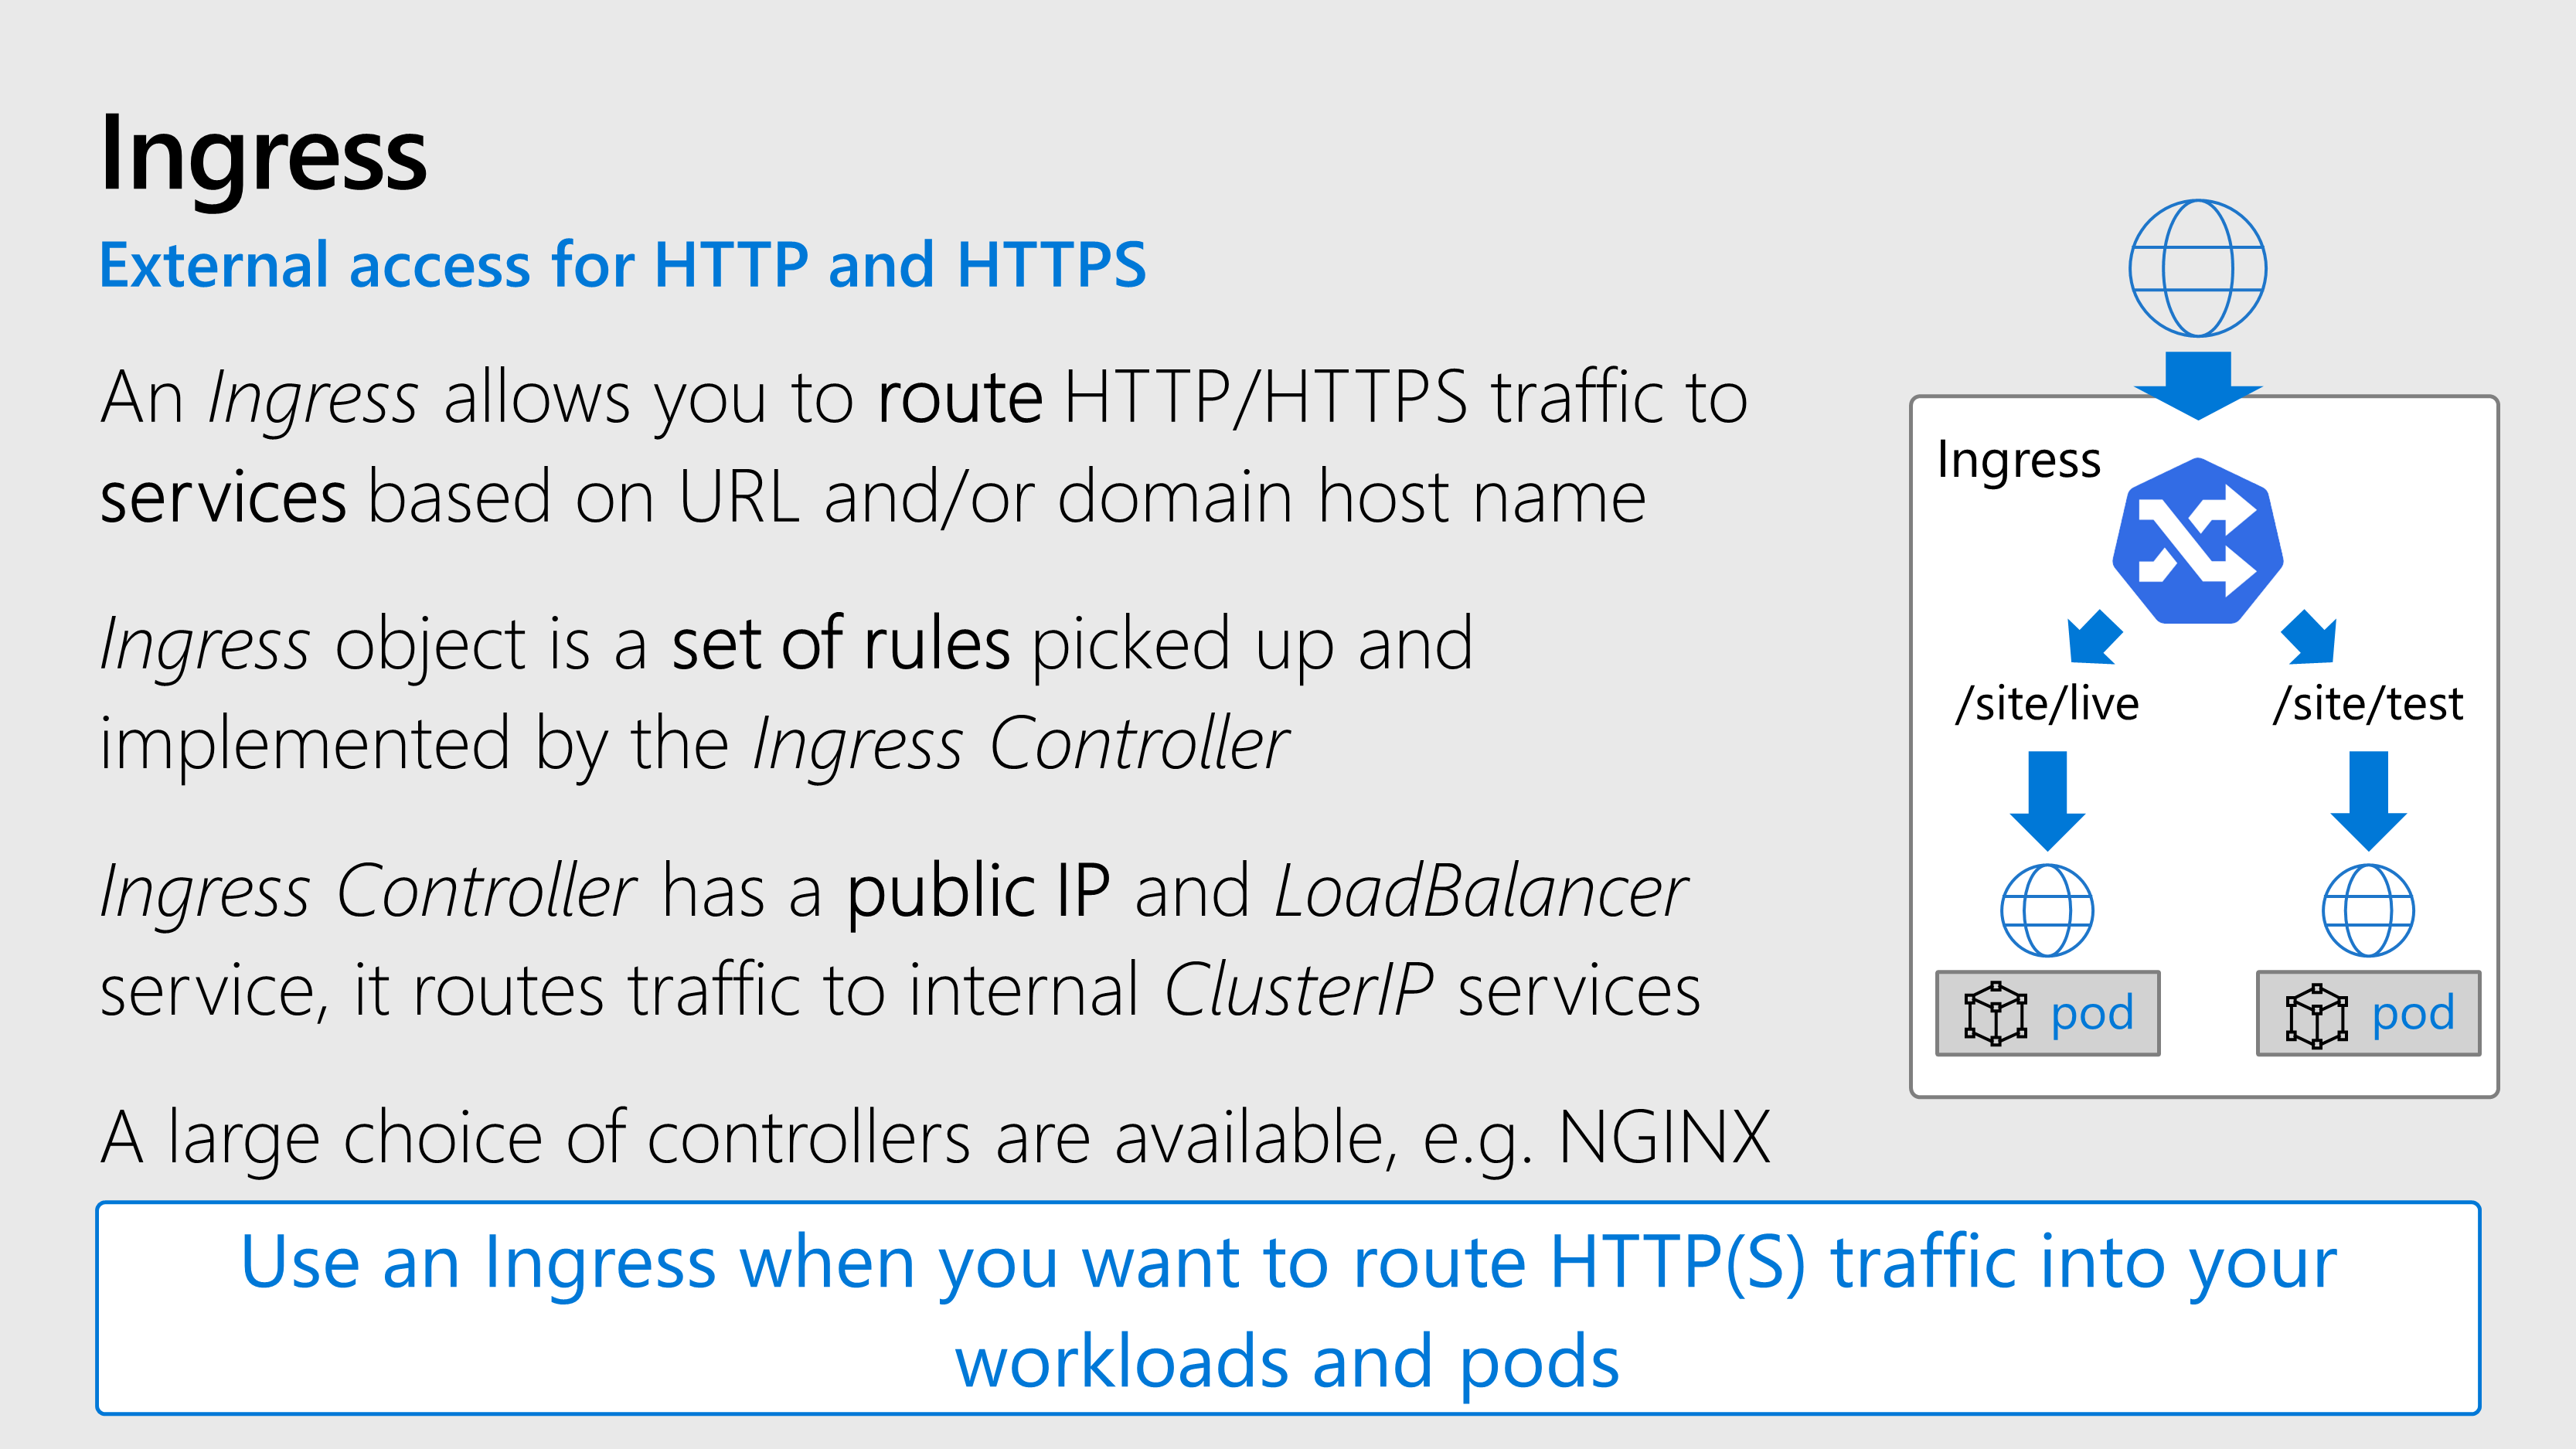 Ingress
External access for HTTP and HTTPS
An Ingress allows you to route HTTP/HTTPS traffic to
services based on URL and/or domain host name
Ingress object is a set of rules picked up and
implemented by the Ingress Controller
Ingress Controller has a public IP and LoadBalancer
service, it routes traffic to internal ClusterIP services
A large choice of controllers are available, e.g. NGINX
Ingress
/site/live
/site/test
pod
pod
Use an Ingress when you want to route HTTP(S) traffic into your
workloads and pods